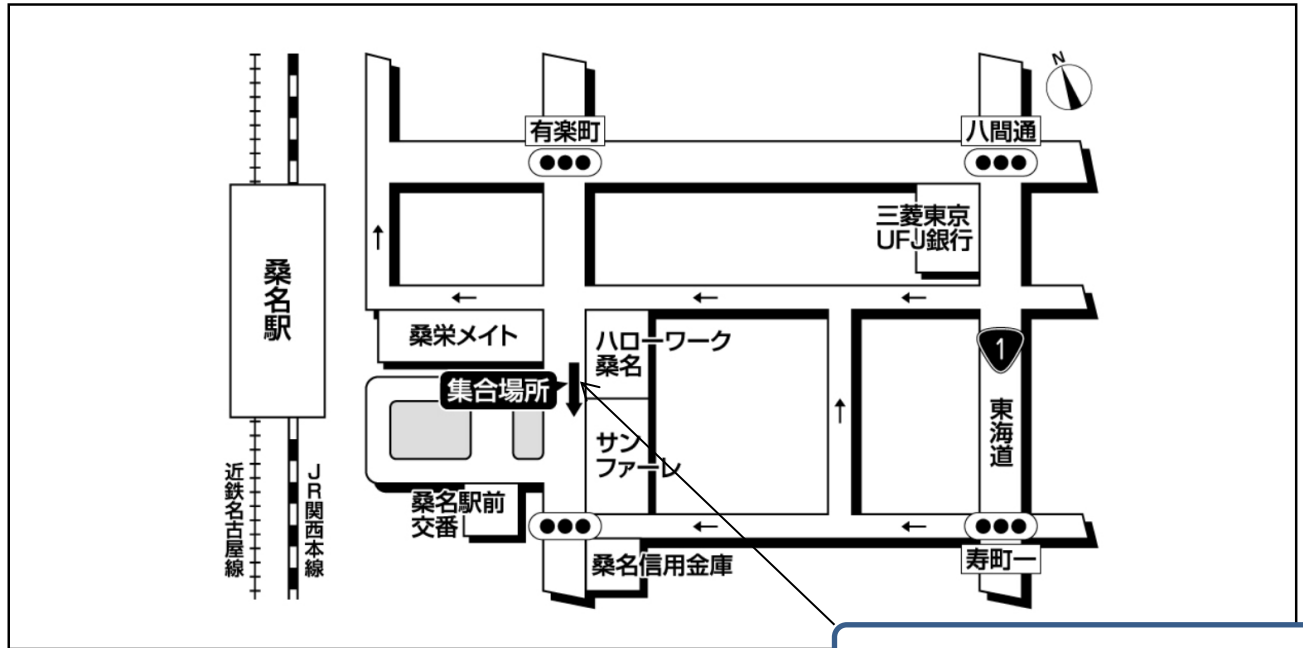 N
有楽町
八間通
三菱東京
UFJ銀行
桑名駅
桑栄メイト
ハローワーク
桑名
1
集合場所
東海道
サン
ファーレ
近鉄名古屋線
JR関西本線
桑名駅前
交番
桑名信用金庫
寿町一